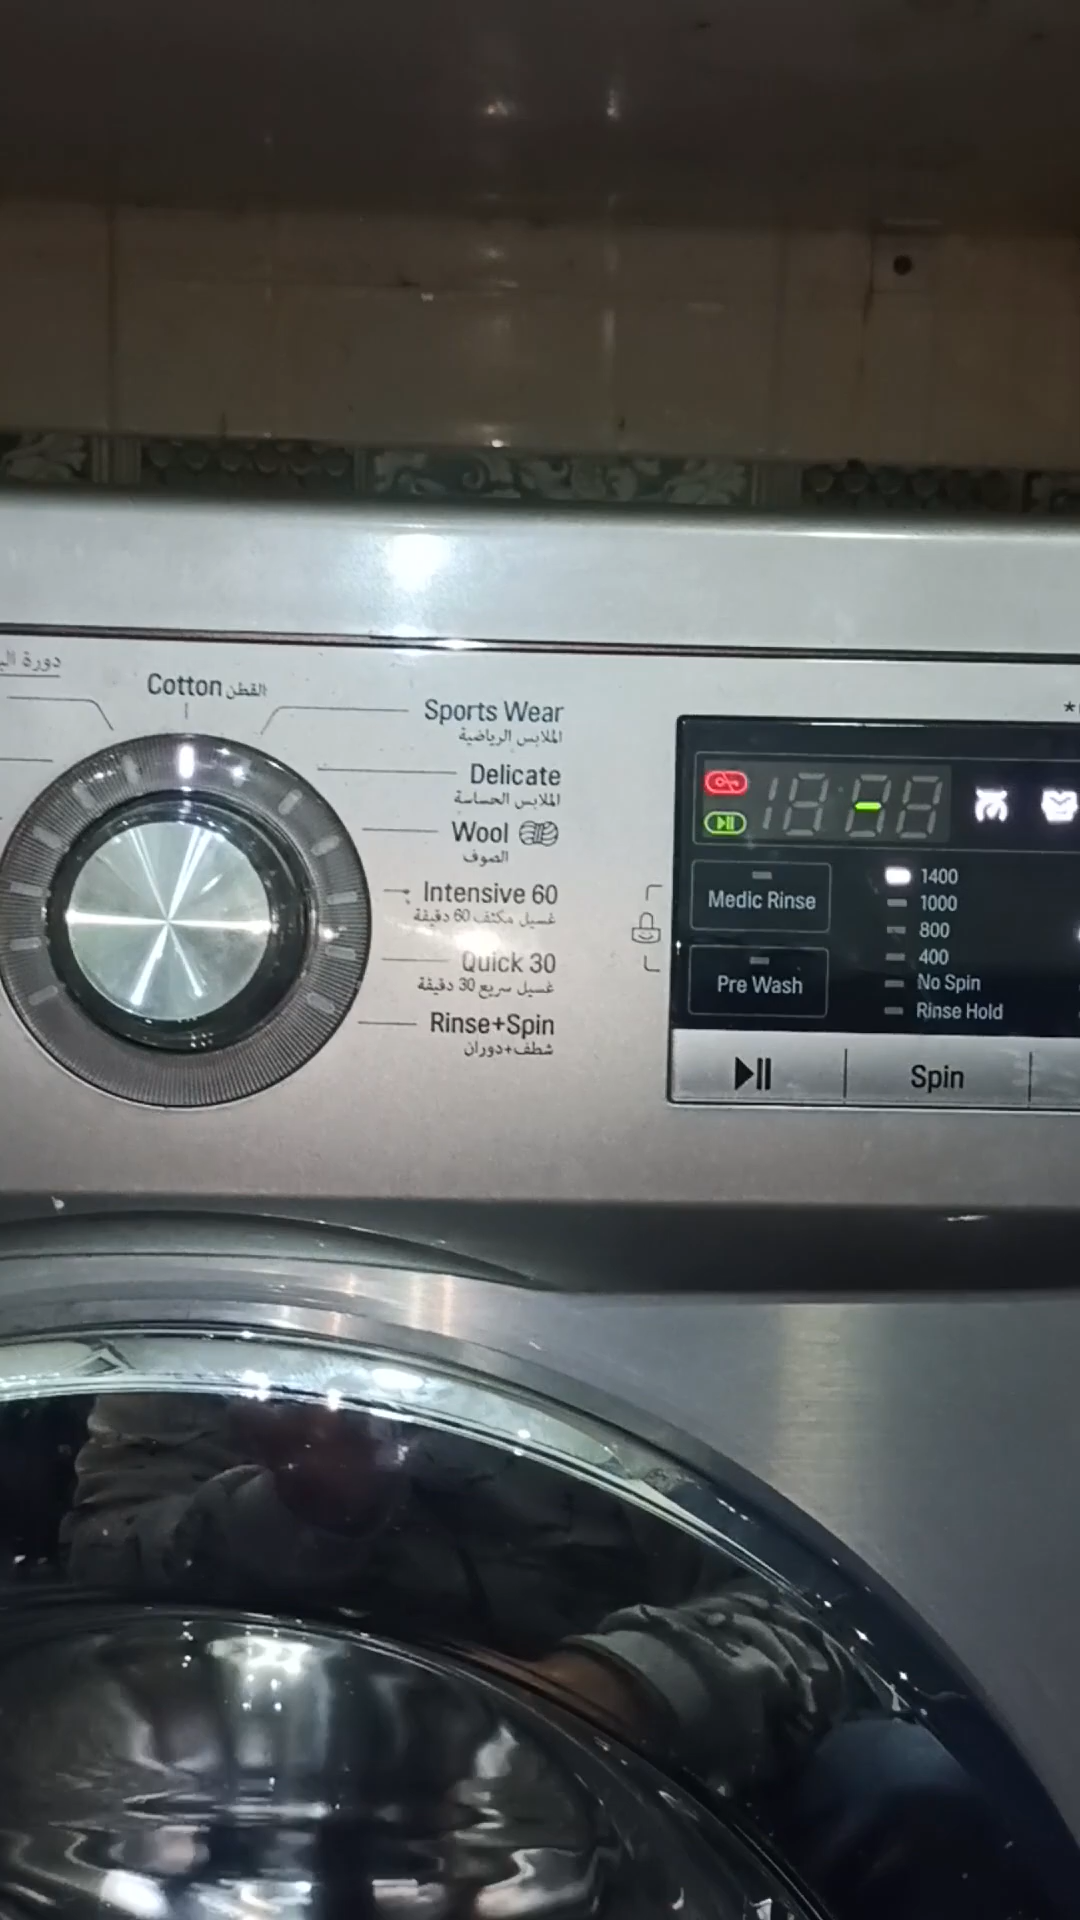 دورة
Cotton القطن
Sports Wear
الملابس الرياضية
Delicate
الملابس الحساسة
Wool
الصوف
Intensive 60
غسيل مكثف 60 دقيقة
Quick 30
غسيل سريع 30 دقيقة
Rinse+Spin
شطف+دوران
Medic Rinse
Pre Wash
1400
1000
800
400
No Spin
Rinse Hold
Spin